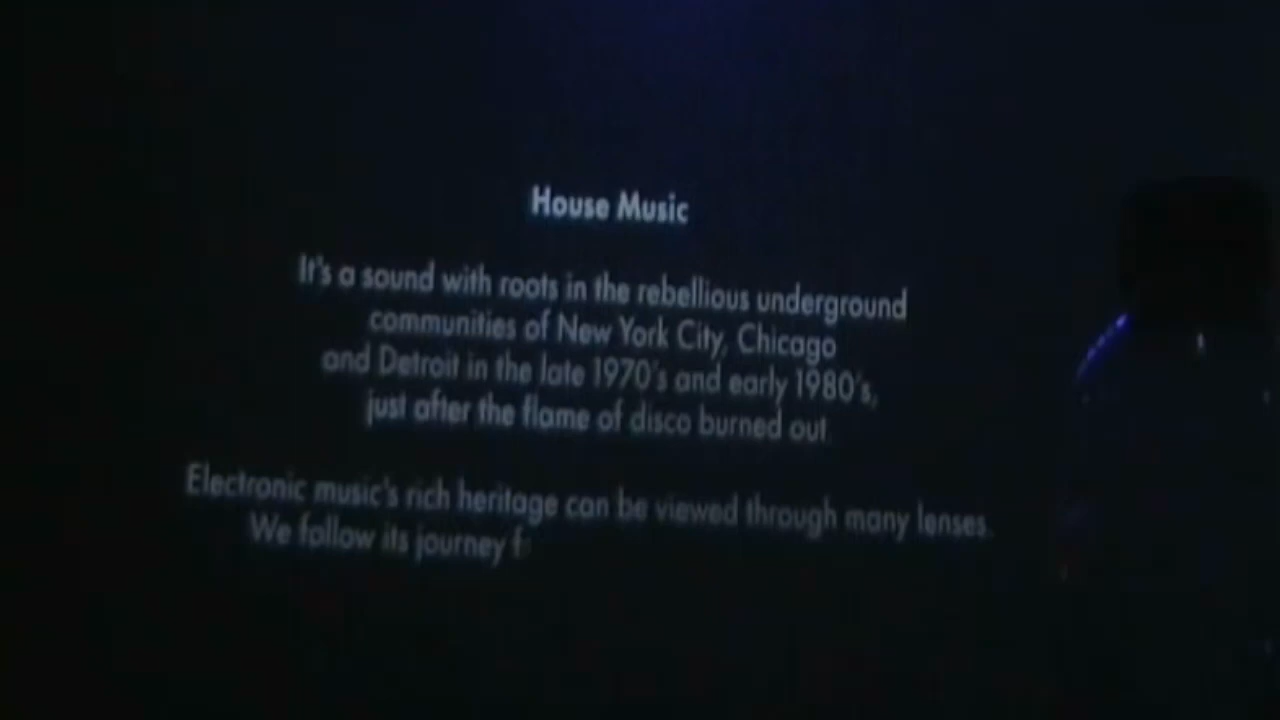 House Music
It's a sound with roots in the rebellious underground
communities of New York City, Chicago
and Detroit in the late 1970's and early 1980's,
just after the flame of disco burned out
Electronic music's rich heritage can be viewed through many lenses.
We follow its journey f